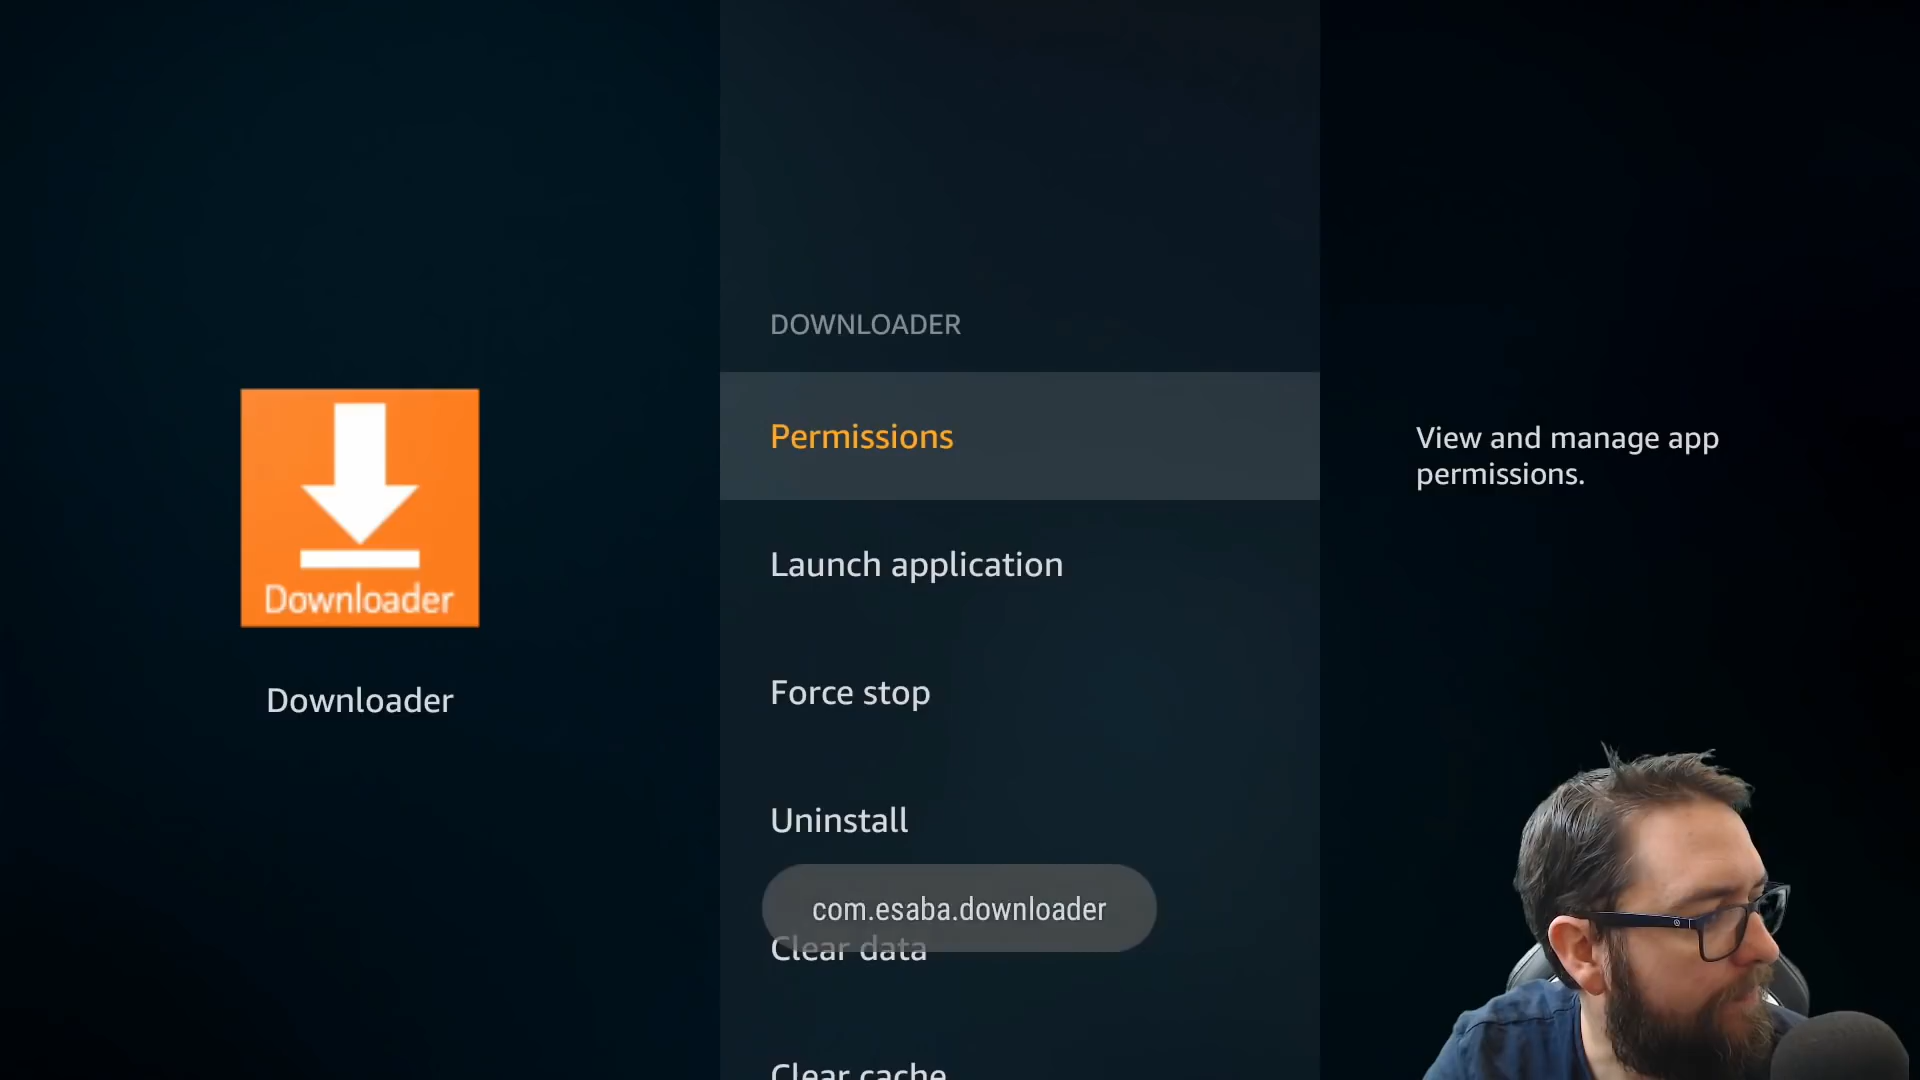 DOWNLOADER
Permissions
View and manage app
permissions.
Launch application
Downloader
Downloader
Force stop
Uninstall
com.esaba.downloader
Clear data
Clear cache